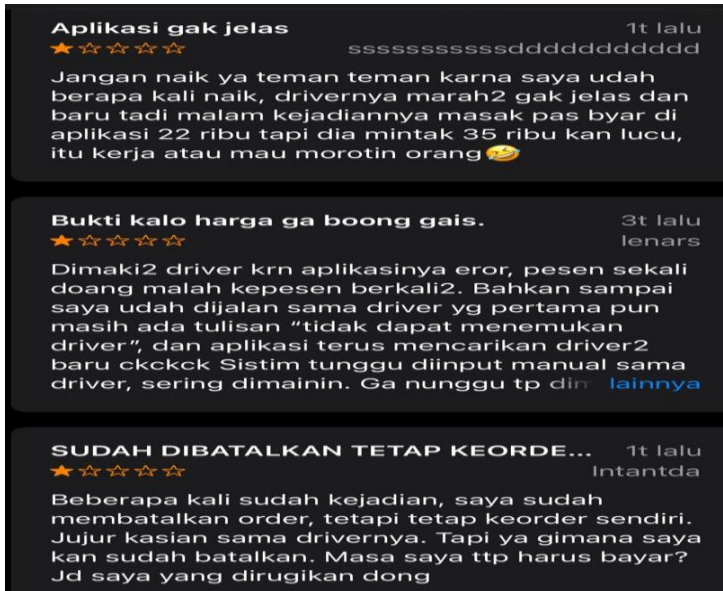 Aplikasi gak jelas 1t lalu
★☆☆☆☆ sssssssssssddddddddddd
Jangan naik ya teman teman karna saya udah
berapa kali naik, drivernya marah2 gak jelas dan
baru tadi malam kejadiannya masak pas byar di
aplikasi 22 ribu tapi dia mintak 35 ribu kan lucu,
itu kerja atau mau morotin orang🤣
Bukti kalo harga ga boong gais. 3t lalu
★☆☆☆☆ lenars
Dimaki2 driver krn aplikasinya eror, pesen sekali
doang malah kepesen berkali2. Bahkan sampai
saya udah dijalan sama driver yg pertama pun
masih ada tulisan “tidak dapat menemukan
driver”, dan aplikasi terus mencarikan driver2
baru ckckck Sistim tunggu diinput manual sama
driver, sering dimainin. Ga nunggu tp dim lainnya
SUDAH DIBATALKAN TETAP KEORDE... 1t lalu
★☆☆☆☆ Intantda
Beberapa kali sudah kejadian, saya sudah
membatalkan order, tetapi tetap keorder sendiri.
Jujur kasian sama drivernya. Tapi ya gimana saya
kan sudah batalkan. Masa saya ttp harus bayar?
Jd saya yang dirugikan dong